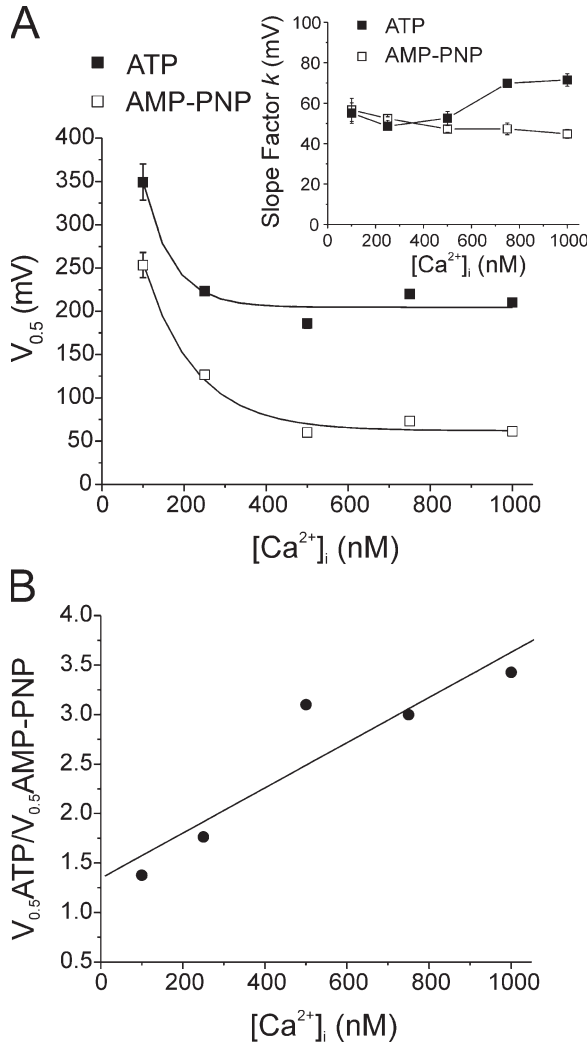 A
ATP
AMP-PNP
400
350
300
250
200
150
100
50
0
V0.5 (mV)
0 200 400 600 800 1000
[Ca2+]i (nM)
ATP
AMP-PNP
100
80
60
40
20
0
Slope Factor k (mV)
0 200 400 600 800 1000
[Ca2+]i (nM)
B
4.0
3.5
3.0
2.5
2.0
1.5
1.0
0.5
V0.5ATP/V0.5AMP-PNP
0 200 400 600 800 1000
[Ca2+]i (nM)